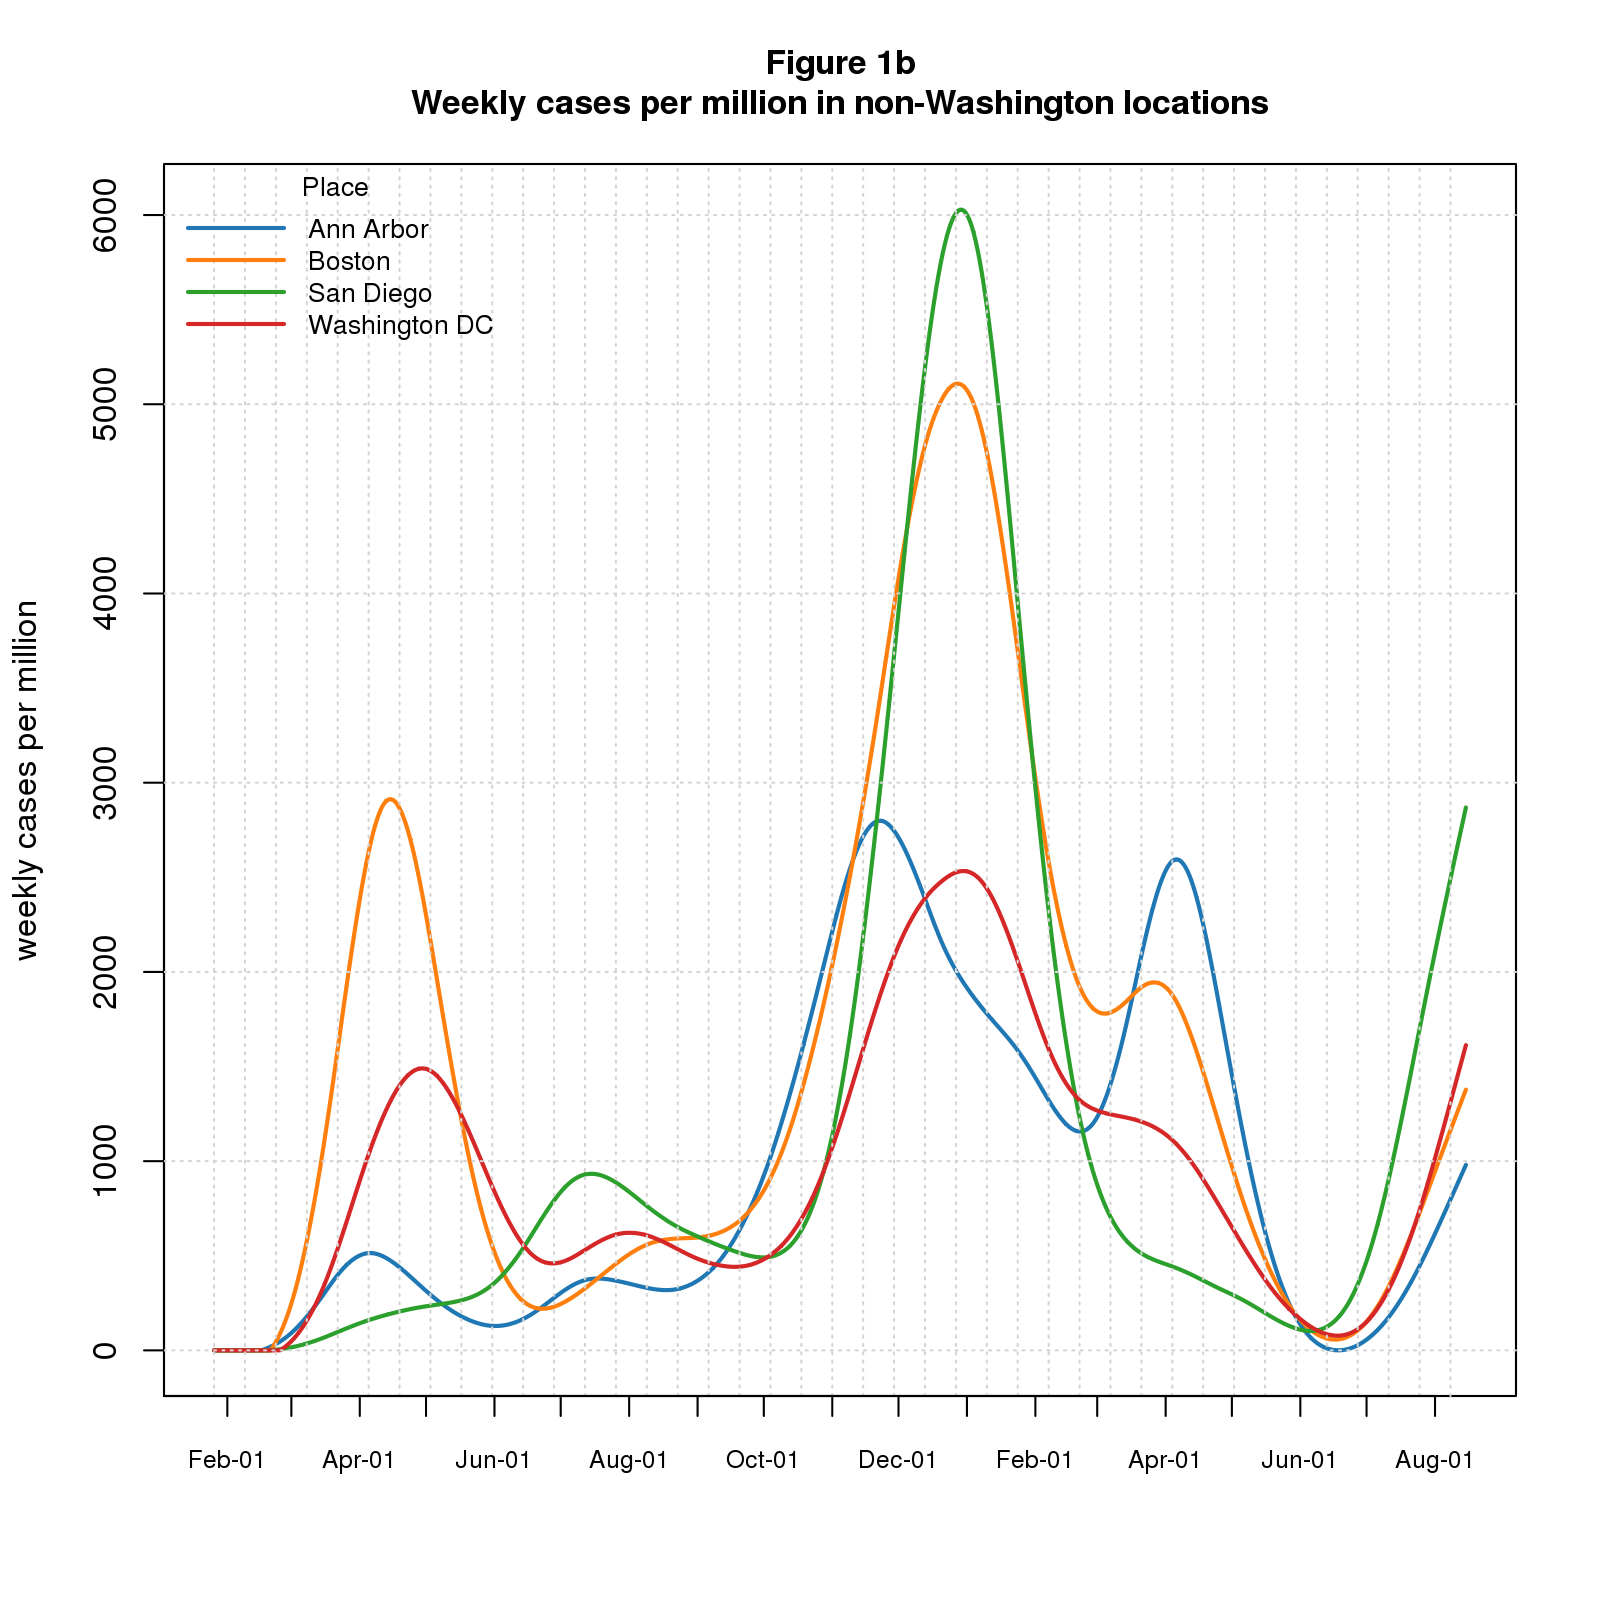 Figure 1b
Weekly cases per million in non-Washington locations
Place
Ann Arbor
Boston
San Diego
Washington DC
weekly cases per million
6000
5000
4000
3000
2000
1000
0
Feb-01 Apr-01 Jun-01 Aug-01 Oct-01 Dec-01 Feb-01 Apr-01 Jun-01 Aug-01